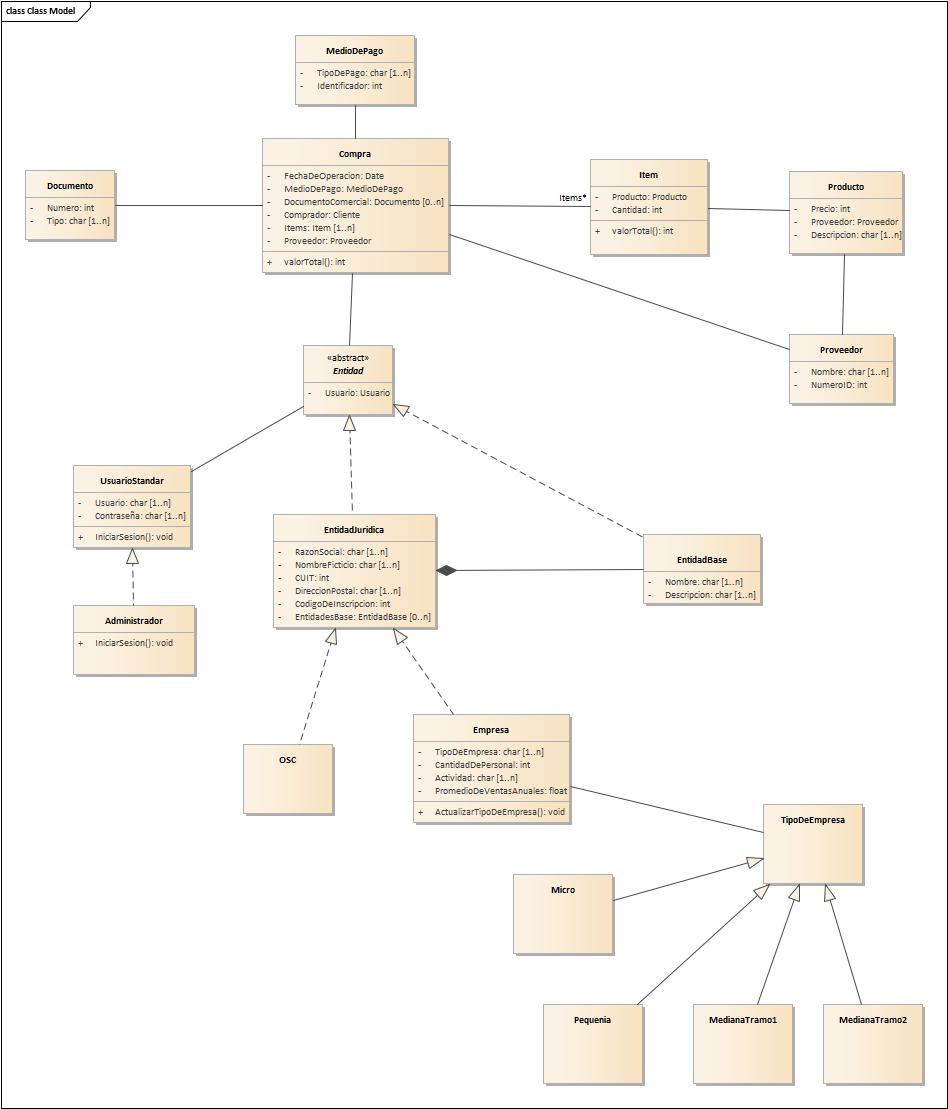 class Class Model
MedioDePago
- TipoDePago: char [1..n]
- Identificador: int
Compra
- FechaDeOperacion: Date
- MedioDePago: MedioDePago
- DocumentoComercial: Documento [0..n]
- Comprador: Cliente
- Items: Item [1..n]
- Proveedor: Proveedor
+ valorTotal(): int
Documento
- Numero: int
- Tipo: char [1..n]
Items*
Item
- Producto: Producto
- Cantidad: int
+ valorTotal(): int
Producto
- Precio: int
- Proveedor: Proveedor
- Descripcion: char [1..n]
Proveedor
- Nombre: char [1..n]
- NumeroID: int
«abstract»
Entidad
- Usuario: Usuario
UsuarioStandar
- Usuario: char [1..n]
- Contraseña: char [1..n]
+ IniciarSesion(): void
Administrador
+ IniciarSesion(): void
EntidadJuridica
- RazonSocial: char [1..n]
- NombreFicticio: char [1..n]
- CUIT: int
- DireccionPostal: char [1..n]
- CodigoDeInscripcion: int
- EntidadesBase: EntidadBase [0..n]
EntidadBase
- Nombre: char [1..n]
- Descripcion: char [1..n]
OSC
Empresa
- TipoDeEmpresa: char [1..n]
- CantidadDePersonal: int
- Actividad: char [1..n]
- PromedioDeVentasAnuales: float
+ ActualizarTipoDeEmpresa(): void
TipoDeEmpresa
Micro
Pequenia
MedianaTramo1
MedianaTramo2